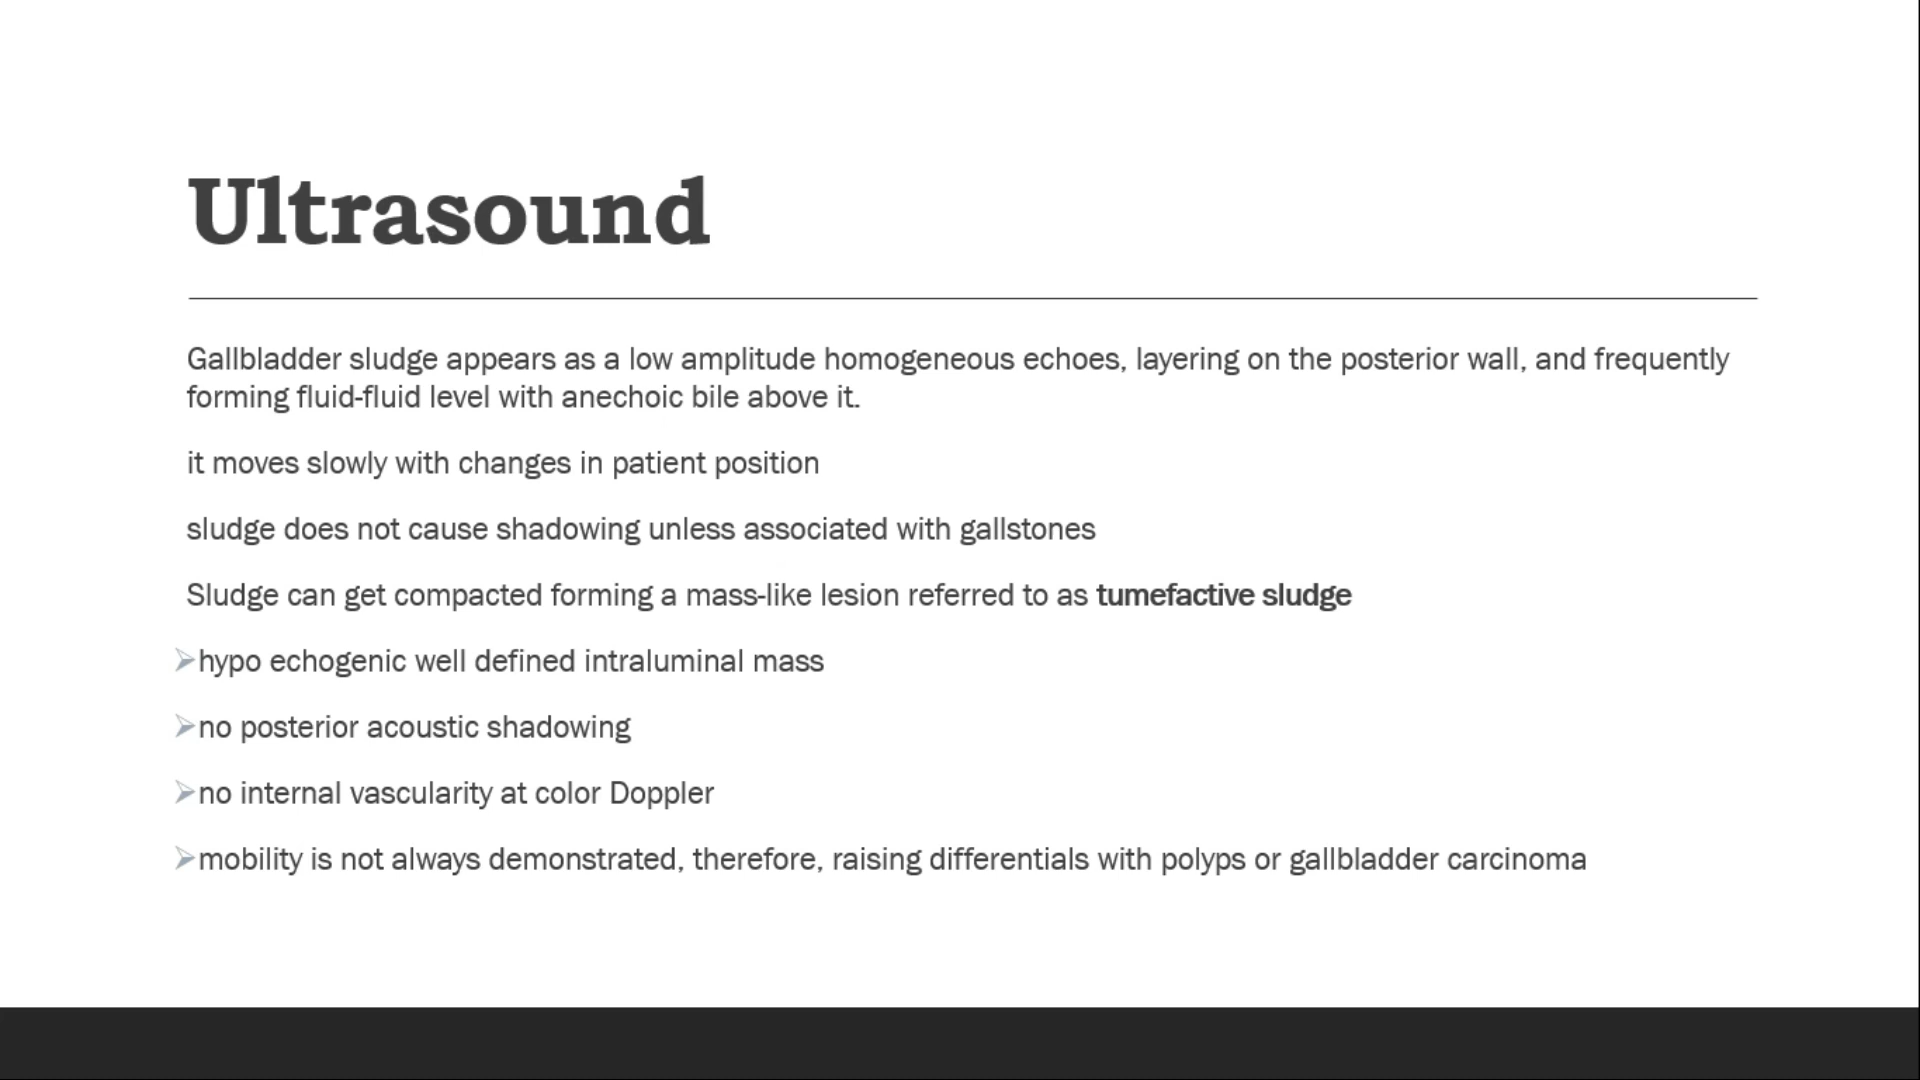 Ultrasound
Gallbladder sludge appears as a low amplitude homogeneous echoes, layering on the posterior wall, and frequently
forming fluid-fluid level with anechoic bile above it.
it moves slowly with changes in patient position
sludge does not cause shadowing unless associated with gallstones
Sludge can get compacted forming a mass-like lesion referred to as tumefactive sludge
hypo echogenic well defined intraluminal mass
no posterior acoustic shadowing
no internal vascularity at color Doppler
mobility is not always demonstrated, therefore, raising differentials with polyps or gallbladder carcinoma